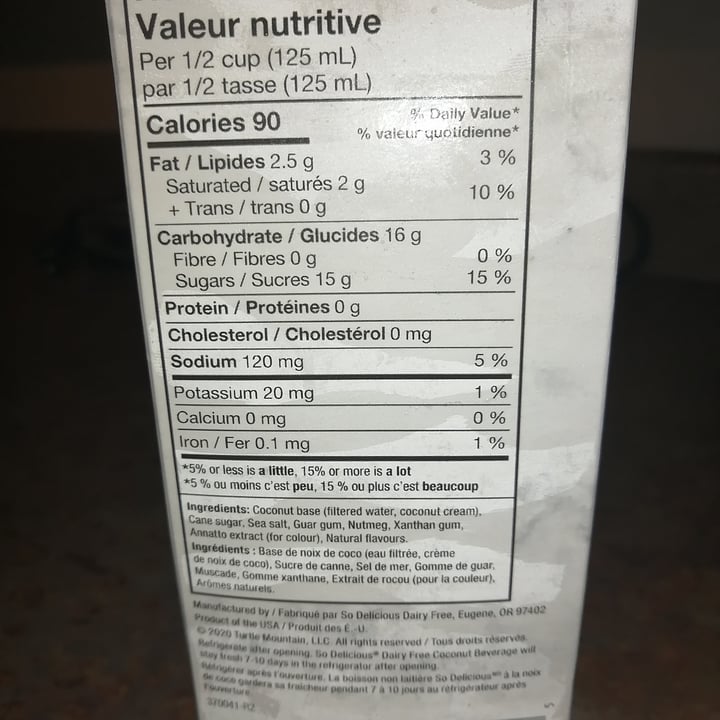 Valeur nutritive
Per 1/2 cup (125 mL)
par 1/2 tasse (125 mL)
Calories 90
% Daily Value*
% valeur quotidienne*
Fat / Lipides 2.5 g 3 %
Saturated / saturés 2 g
+ Trans / trans 0 g 10 %
Carbohydrate / Glucides 16 g
Fibre / Fibres 0 g 0 %
Sugars / Sucres 15 g 15 %
Protein / Protéines 0 g
Cholesterol / Cholestérol 0 mg
Sodium 120 mg 5 %
Potassium 20 mg 1 %
Calcium 0 mg 0 %
Iron / Fer 0.1 mg 1 %
*5% or less is a little, 15% or more is a lot
*5 % ou moins c'est peu, 15 % ou plus c'est beaucoup
Ingredients: Coconut base (filtered water, coconut cream),
Cane sugar, Sea salt, Guar gum, Nutmeg, Xanthan gum,
Annatto extract (for colour), Natural flavours.
Ingrédients : Base de noix de coco (eau filtrée, crème
de noix de coco), Sucre de canne, Sel de mer, Gomme de guar,
Muscade, Gomme xanthane, Extrait de rocou (pour la couleur),
Arômes naturels.
Manufactured by / Fabriqué par So Delicious Dairy Free, Eugene, OR 97402
Product of the USA / Produit des É.-U.
© 2020 Turtle Mountain, LLC. All rights reserved / Tous droits réservés.
Refrigerate after opening. So Delicious® Dairy Free Coconut Beverage will
stay fresh 7-10 days in the refrigerator after opening.
Réfrigérer après l'ouverture. La boisson non laitière So Delicious à la noix
de coco gardera sa fraîcheur pendant 7 à 10 jours au réfrigérateur après
l'ouverture.
370041-R2